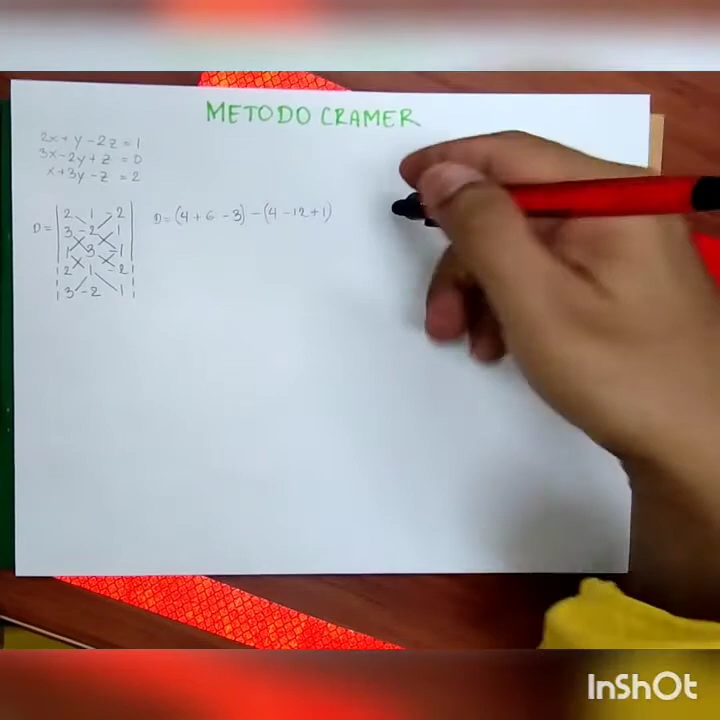 METODO CRAMER
2x+y-2z=1
3x-2y+z=0
x+3y-z=2
D= | 2 1 -2 | D=(4+6-3)-(4-12+1)
3 -2 1
1 3 -1
2 1 -2
3 -2 1
InShOt